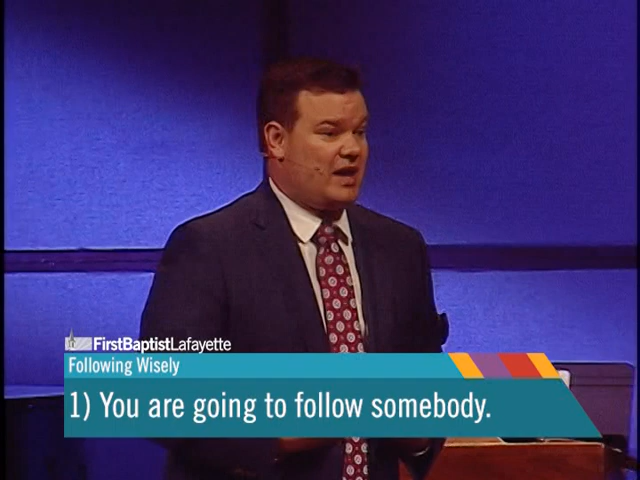 FirstBaptistLafayette
Following Wisely
1) You are going to follow somebody.